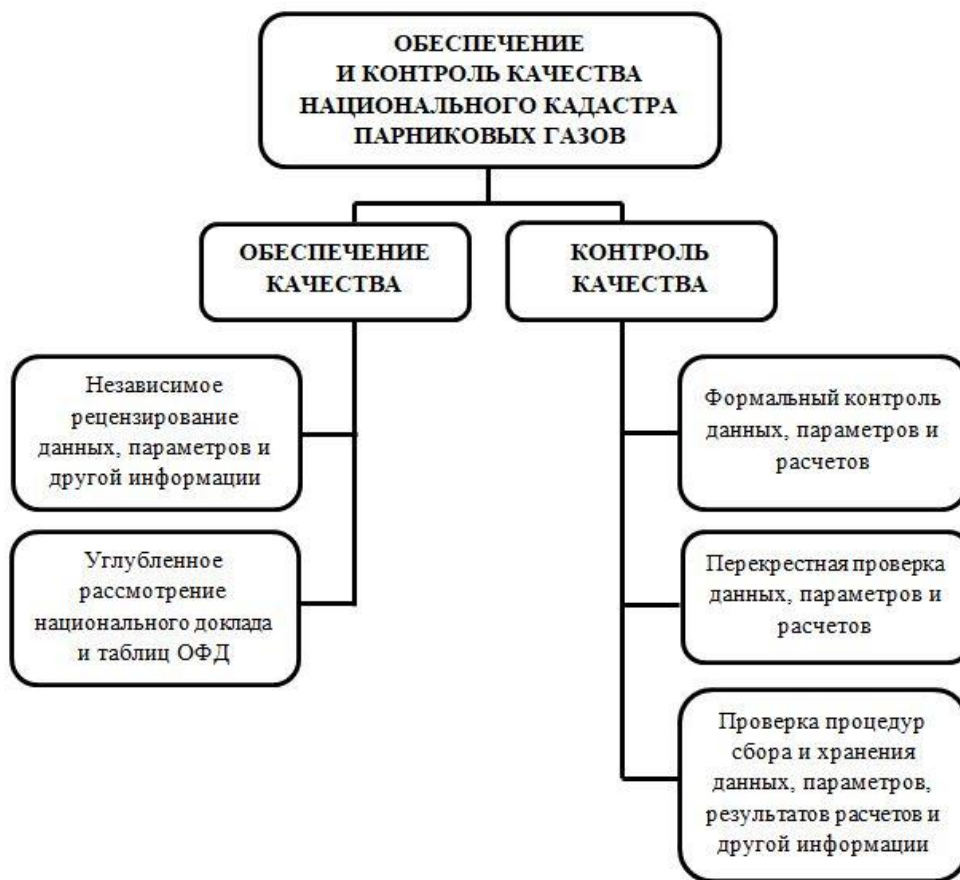 ОБЕСПЕЧЕНИЕ
И КОНТРОЛЬ КАЧЕСТВА
НАЦИОНАЛЬНОГО КАДАСТРА
ПАРНИКОВЫХ ГАЗОВ
ОБЕСПЕЧЕНИЕ
КАЧЕСТВА
КОНТРОЛЬ
КАЧЕСТВА
Независимое
рецензирование
данных, параметров и
другой информации
Углубленное
рассмотрение
национального доклада
и таблиц ОФД
Формальный контроль
данных, параметров и
расчетов
Перекрестная проверка
данных, параметров и
расчетов
Проверка процедур
сбора и хранения
данных, параметров,
результатов расчетов и
другой информации